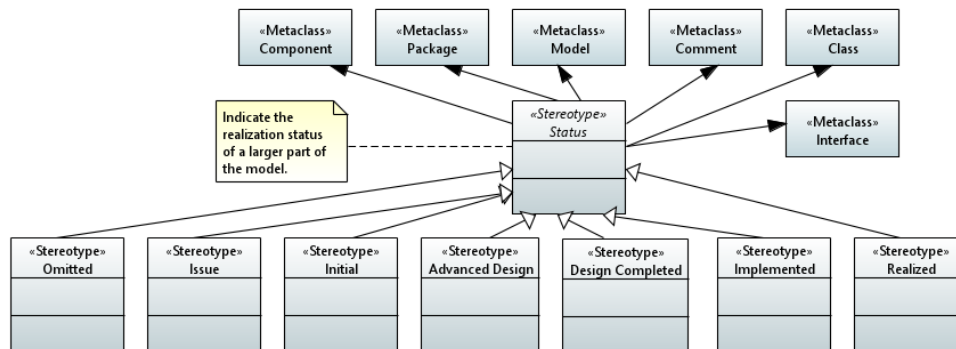 «Metaclass»
Component
«Metaclass»
Package
«Metaclass»
Model
«Metaclass»
Comment
«Metaclass»
Class
Indicate the
realization status
of a larger part of
the model.
«Stereotype»
Status
«Metaclass»
Interface
«Stereotype»
Omitted
«Stereotype»
Issue
«Stereotype»
Initial
«Stereotype»
Advanced Design
«Stereotype»
Design Completed
«Stereotype»
Implemented
«Stereotype»
Realized